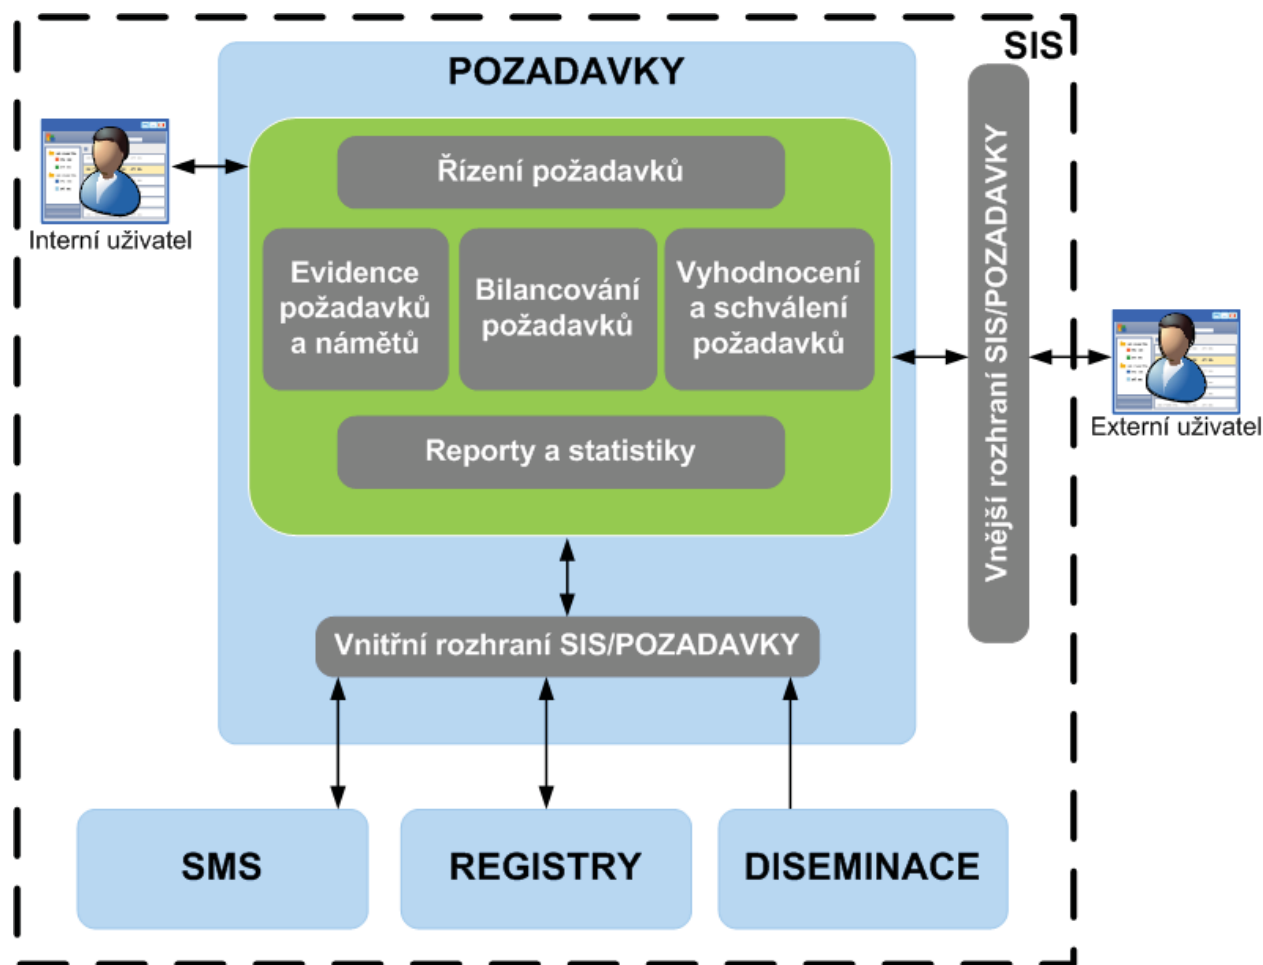 SIS
POZADAVKY
Řízení požadavků
Interní uživatel
Evidence
požadavků
a námětů
Bilancování
požadavků
Vyhodnocení
a schválení
požadavků
Reporty a statistiky
Vnější rozhraní SIS/POZADAVKY
Externí uživatel
Vnitřní rozhraní SIS/POZADAVKY
SMS
REGISTRY
DISEMINACE